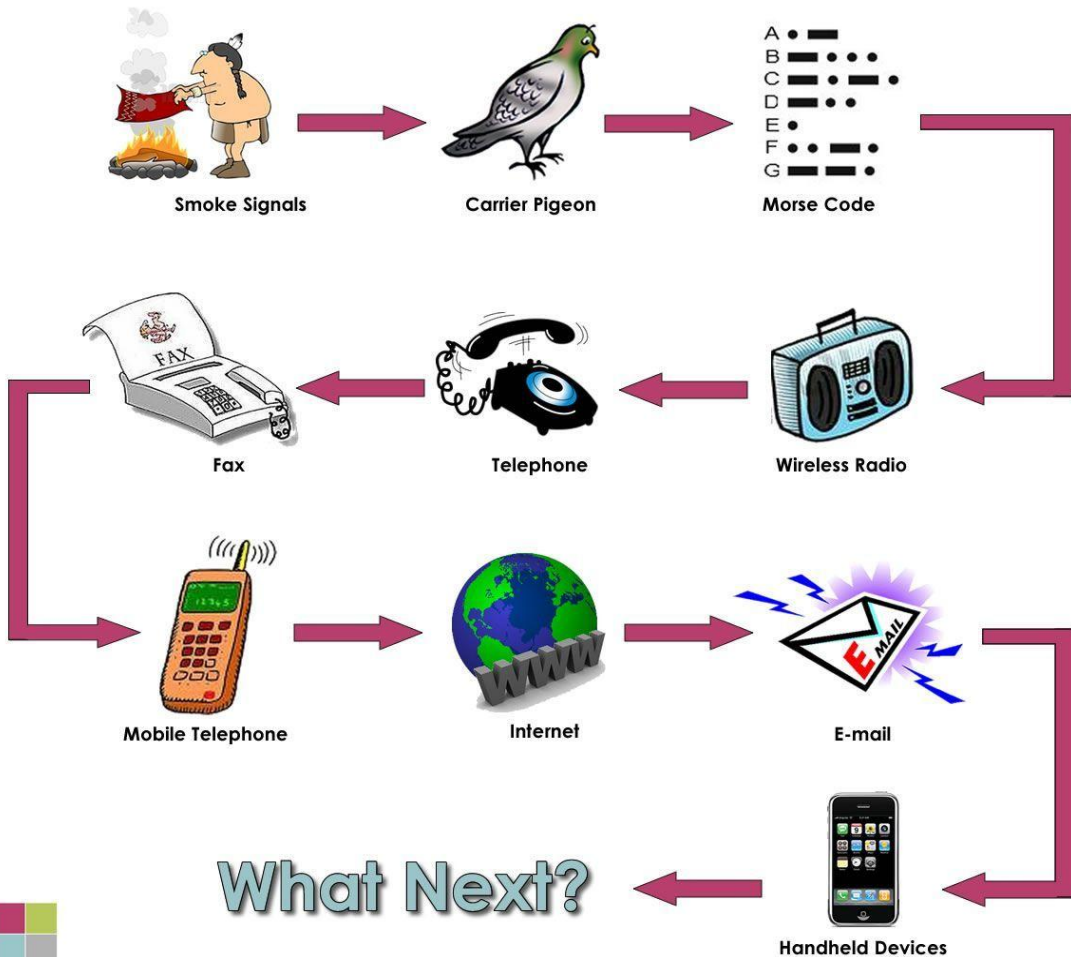 A
B
C
D
E
F
G
Smoke Signals
Carrier Pigeon
Morse Code
FAX
Fax
Telephone
Wireless Radio
12345
WWW
E MAIL
Mobile Telephone
Internet
E-mail
What Next?
Handheld Devices